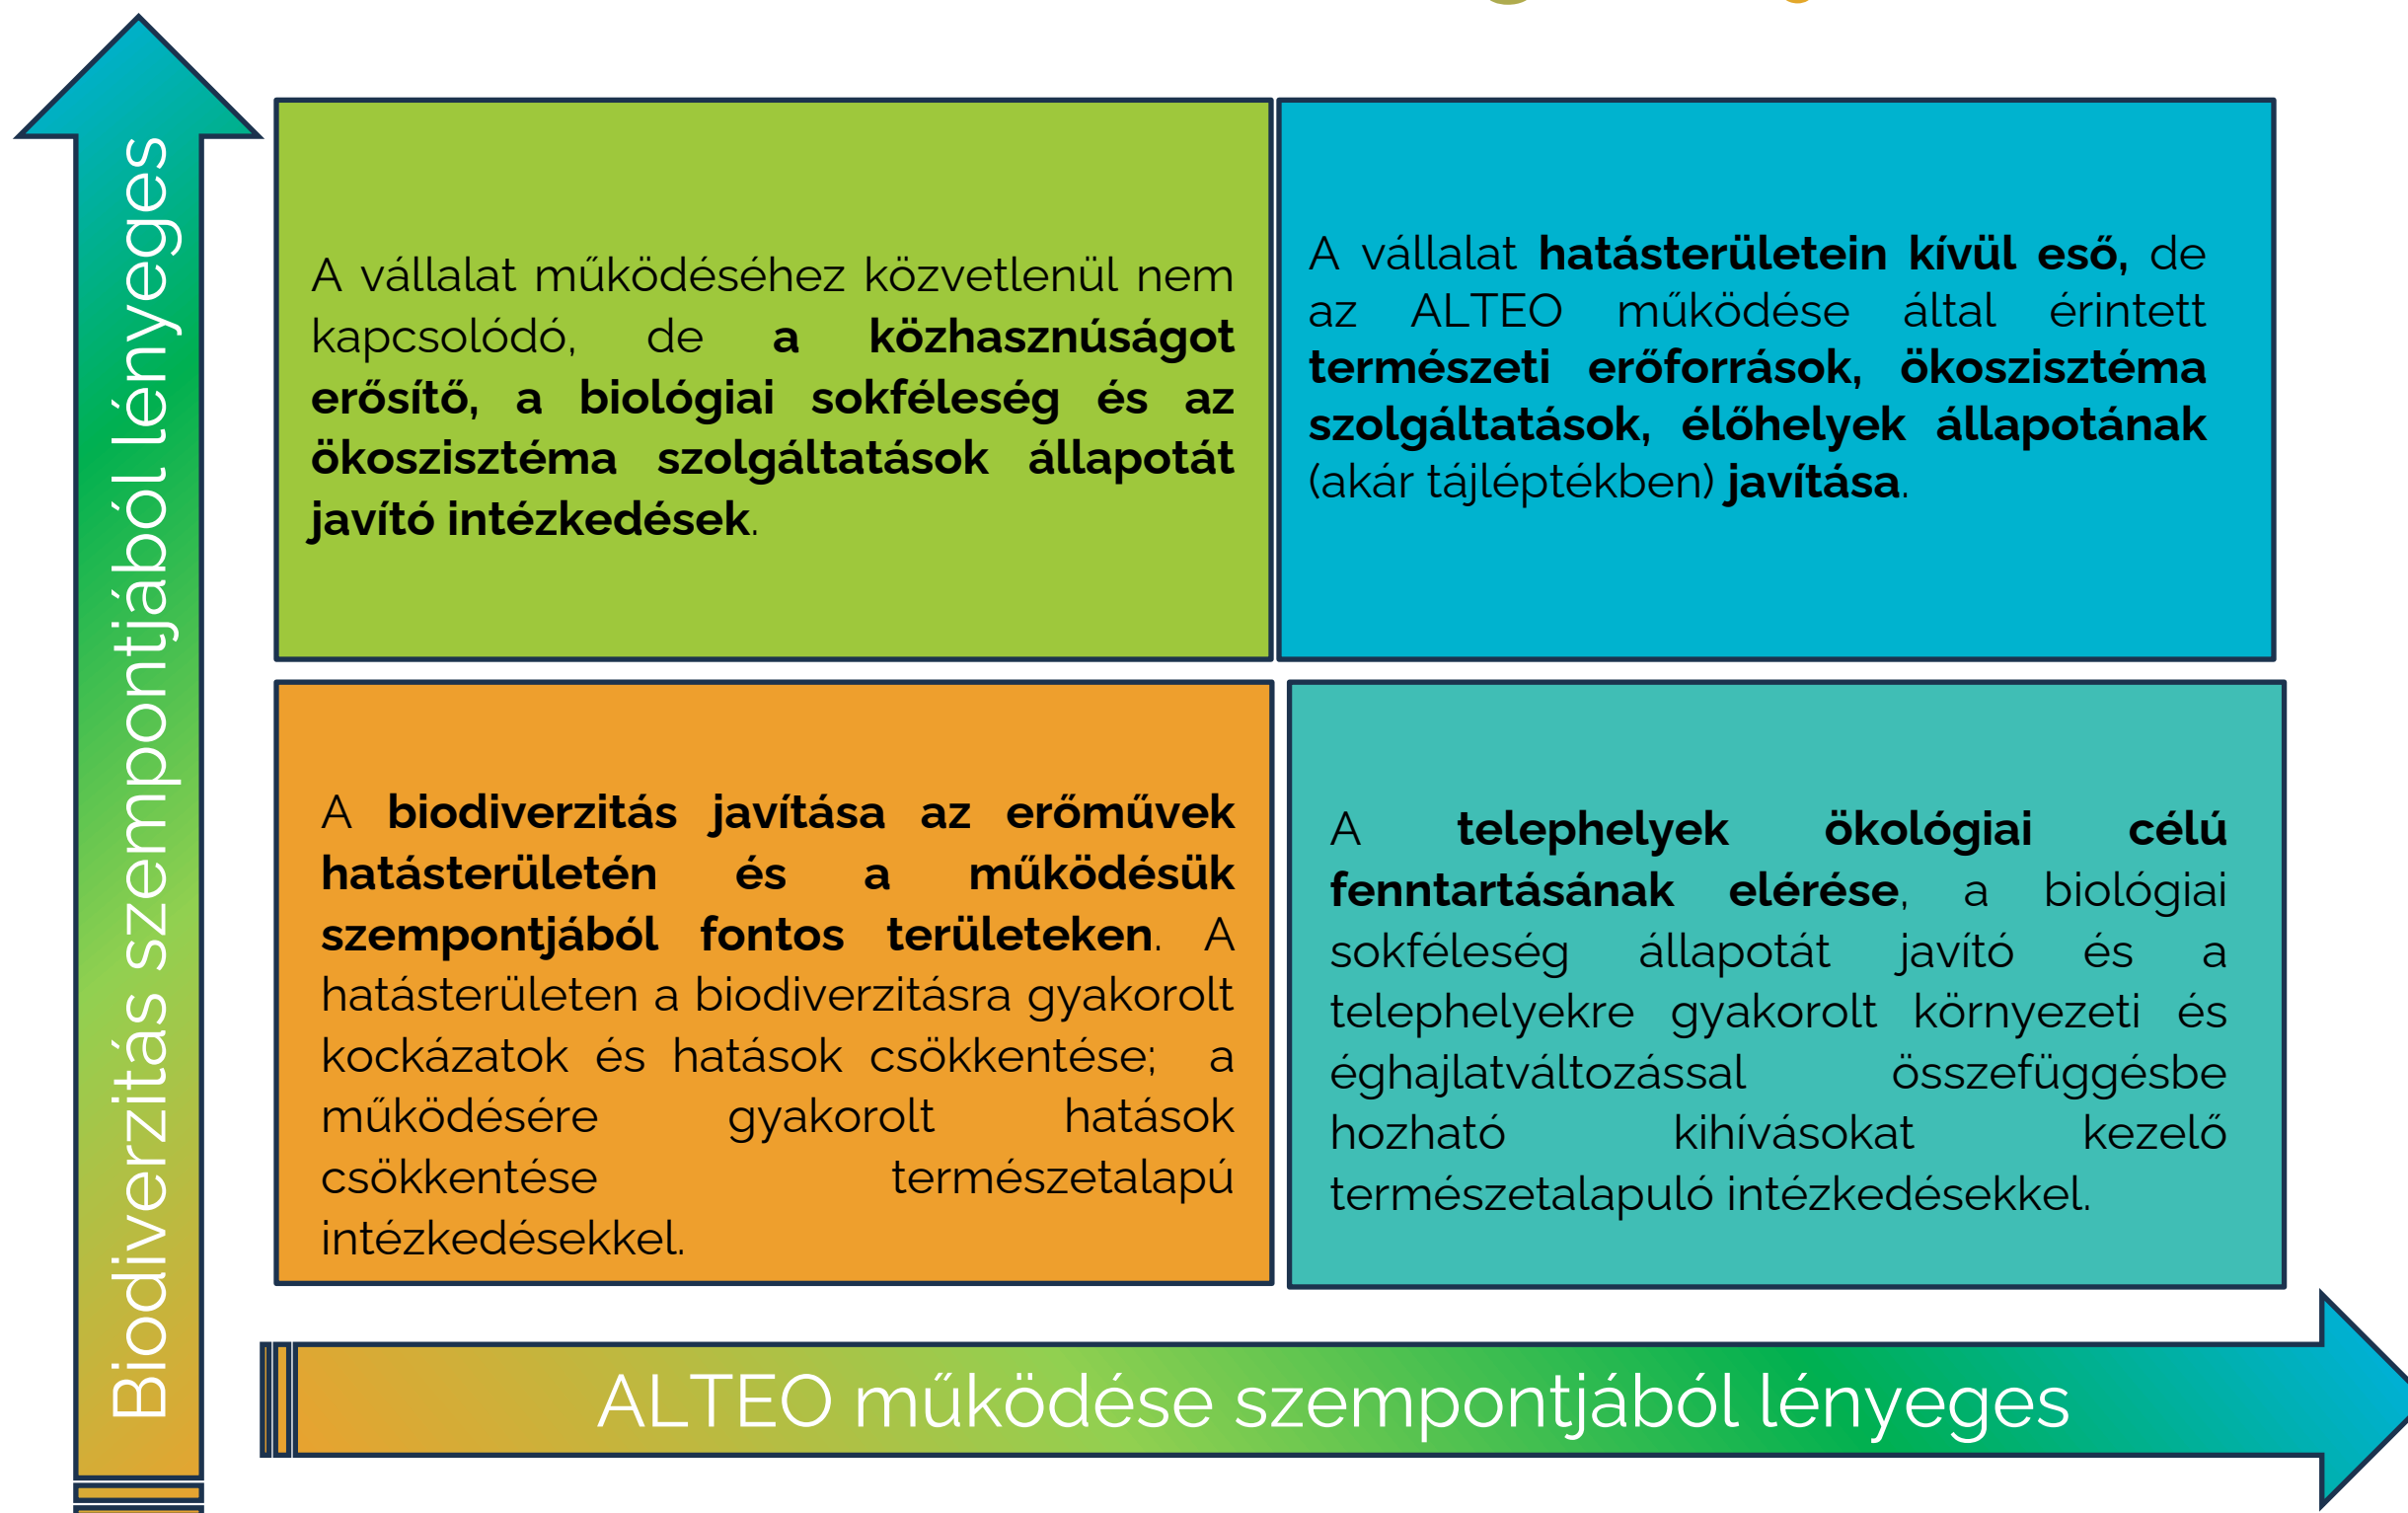 Biodiverzitás szempontjából lényeges
A vállalat működéséhez közvetlenül nem
kapcsolódó, de a közhasznúságot
erősítő, a biológiai sokféleség és az
ökoszisztéma szolgáltatások állapotát
javító intézkedések.
A vállalat hatásterületein kívül eső, de
az ALTEO működése által érintett
természeti erőforrások, ökoszisztéma
szolgáltatások, élőhelyek állapotának
(akár tájléptékben) javítása.
A biodiverzitás javítása az erőművek
hatásterületén és a működésük
szempontjából fontos területeken. A
hatásterületen a biodiverzitásra gyakorolt
kockázatok és hatások csökkentése; a
működésére gyakorolt hatások
csökkentése természetalapú
intézkedésekkel.
A telephelyek ökológiai célú
fenntartásának elérése, a biológiai
sokféleség állapotát javító és a
telephelyekre gyakorolt környezeti és
éghajlatváltozással összefüggésbe
hozható kihívásokat kezelő
természetalapuló intézkedésekkel.
ALTEO működése szempontjából lényeges